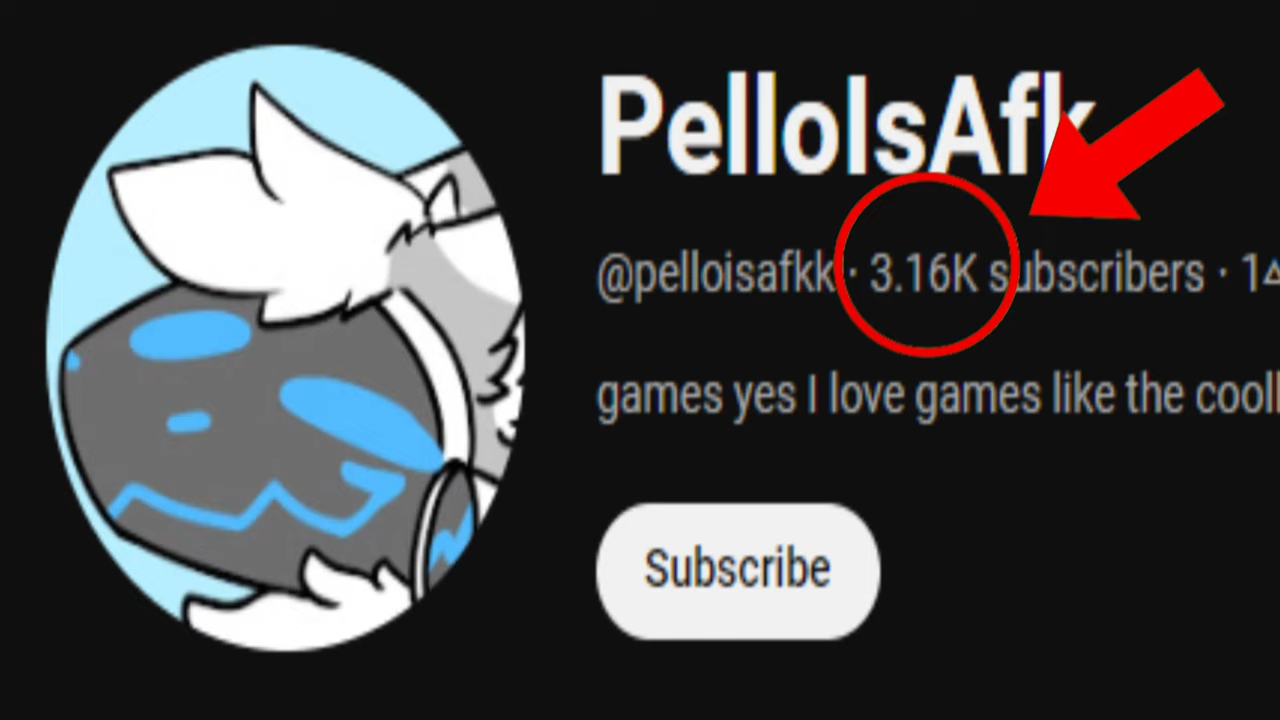 PelloIsAfk
@pelloisafkk · 3.16K subscribers ·
games yes I love games like the
Subscribe